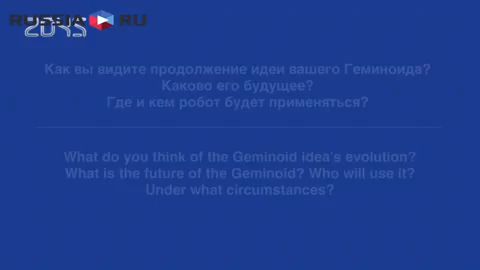 RUSSIA RU
2045
Как вы видите продолжение идеи вашего Геминоида?
Каково его будущее?
Где и кем робот будет применяться?
What do you think of the Geminoid idea's evolution?
What is the future of the Geminoid? Who will use it?
Under what circumstances?